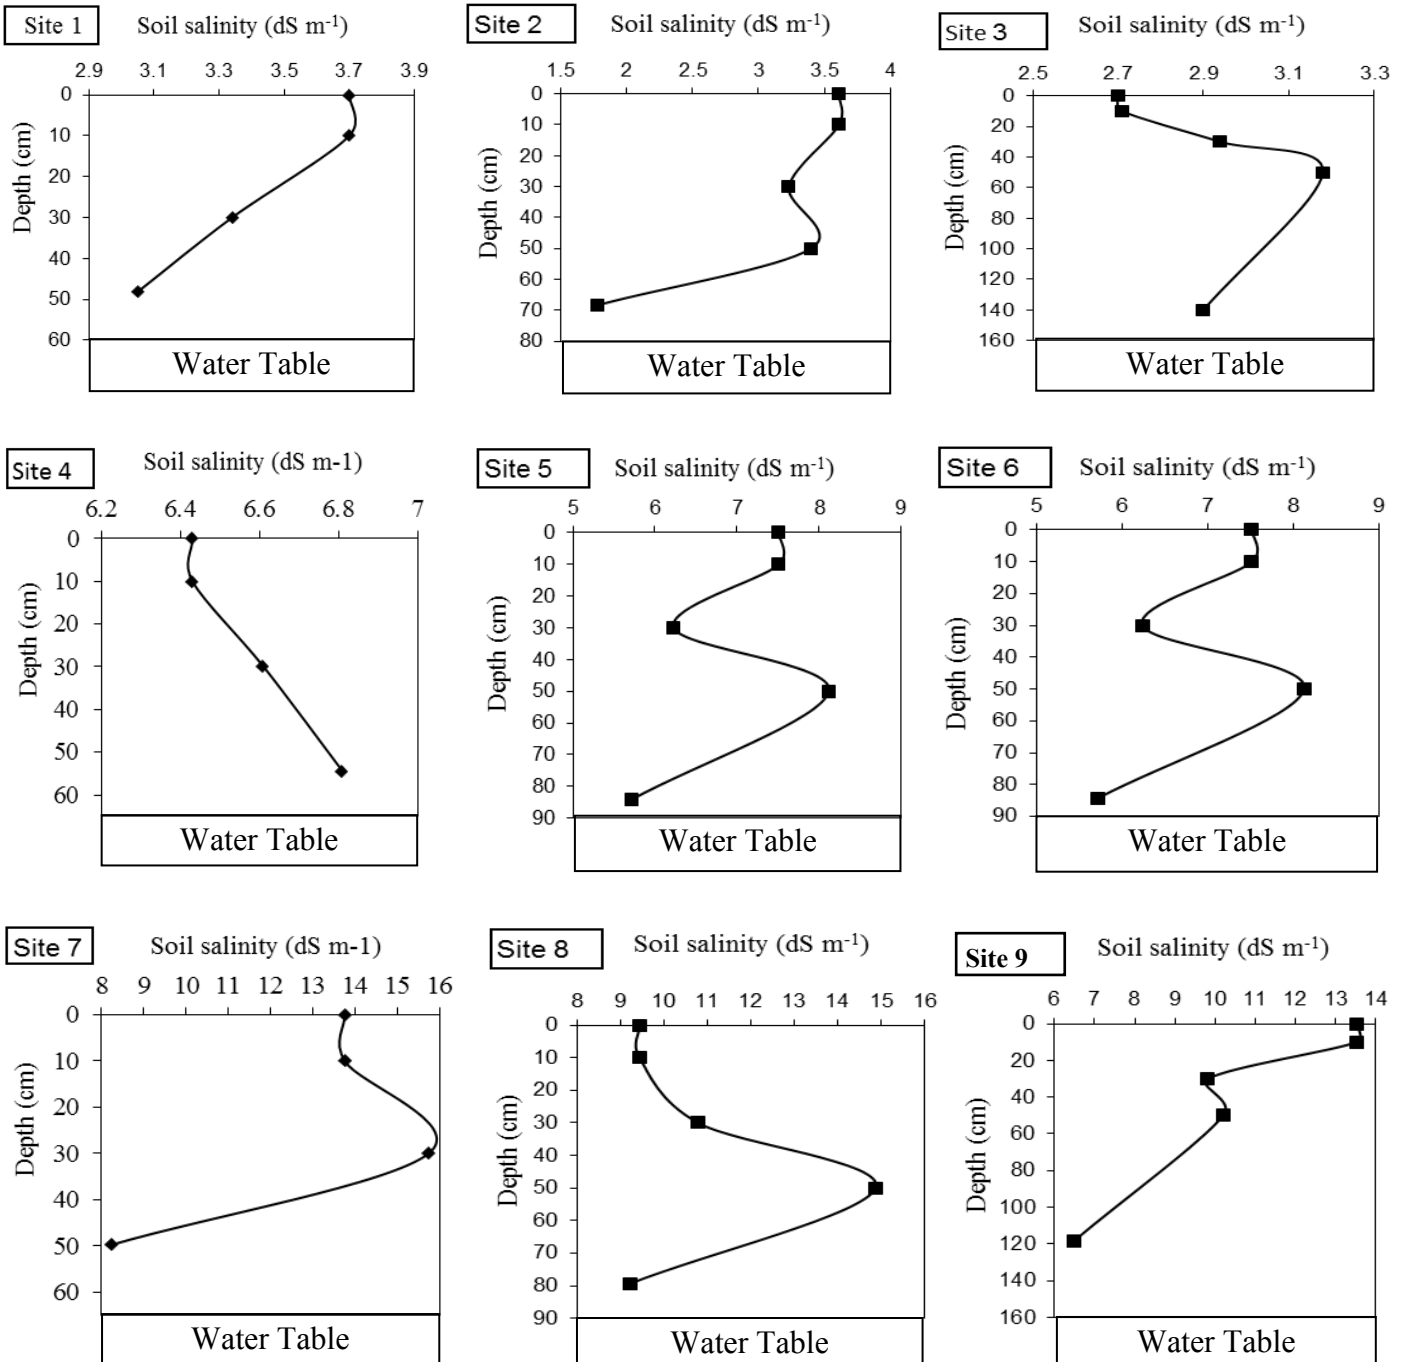 Site 1 Soil salinity (dS m-1)
2.9 3.1 3.3 3.5 3.7 3.9
0
10
20
30
40
50
60
Depth (cm)
Water Table
Site 2 Soil salinity (dS m-1)
1.5 2 2.5 3 3.5 4
0
10
20
30
40
50
60
70
80
Depth (cm)
Water Table
Site 3 Soil salinity (dS m-1)
2.5 2.7 2.9 3.1 3.3
0
20
40
60
80
100
120
140
160
Depth (cm)
Water Table
Site 4 Soil salinity (dS m-1)
6.2 6.4 6.6 6.8 7
0
10
20
30
40
50
60
Depth (cm)
Water Table
Site 5 Soil salinity (dS m-1)
5 6 7 8 9
0
10
20
30
40
50
60
70
80
90
Depth (cm)
Water Table
Site 6 Soil salinity (dS m-1)
5 6 7 8 9
0
10
20
30
40
50
60
70
80
90
Depth (cm)
Water Table
Site 7 Soil salinity (dS m-1)
8 9 10 11 12 13 14 15 16
0
10
20
30
40
50
60
Depth (cm)
Water Table
Site 8 Soil salinity (dS m-1)
8 9 10 11 12 13 14 15 16
0
10
20
30
40
50
60
70
80
90
Depth (cm)
Water Table
Site 9 Soil salinity (dS m-1)
6 7 8 9 10 11 12 13 14
0
20
40
60
80
100
120
140
160
Depth (cm)
Water Table